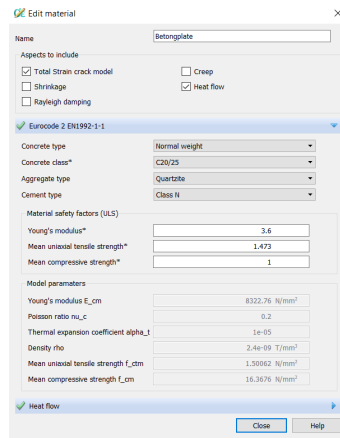 Edit material
Name
Betongplate
Aspects to include
Total Strain crack model
Creep
Shrinkage
Heat flow
Rayleigh damping
Eurocode 2 EN1992-1-1
Concrete type Normal weight
Concrete class* C20/25
Aggregate type Quartzite
Cement type Class N
Material safety factors (ULS)
Young's modulus* 3.6
Mean uniaxial tensile strength* 1.473
Mean compressive strength* 1
Model paramaters
Young's modulus E_cm 8322.76 N/mm²
Poisson ratio nu_c 0.2
Thermal expansion coefficient alpha_t 1e-05
Density rho 2.4e-09 T/mm³
Mean uniaxial tensile strength f_ctm 1.50062 N/mm²
Mean compressive strength f_cm 16.3676 N/mm²
Heat flow
Close Help